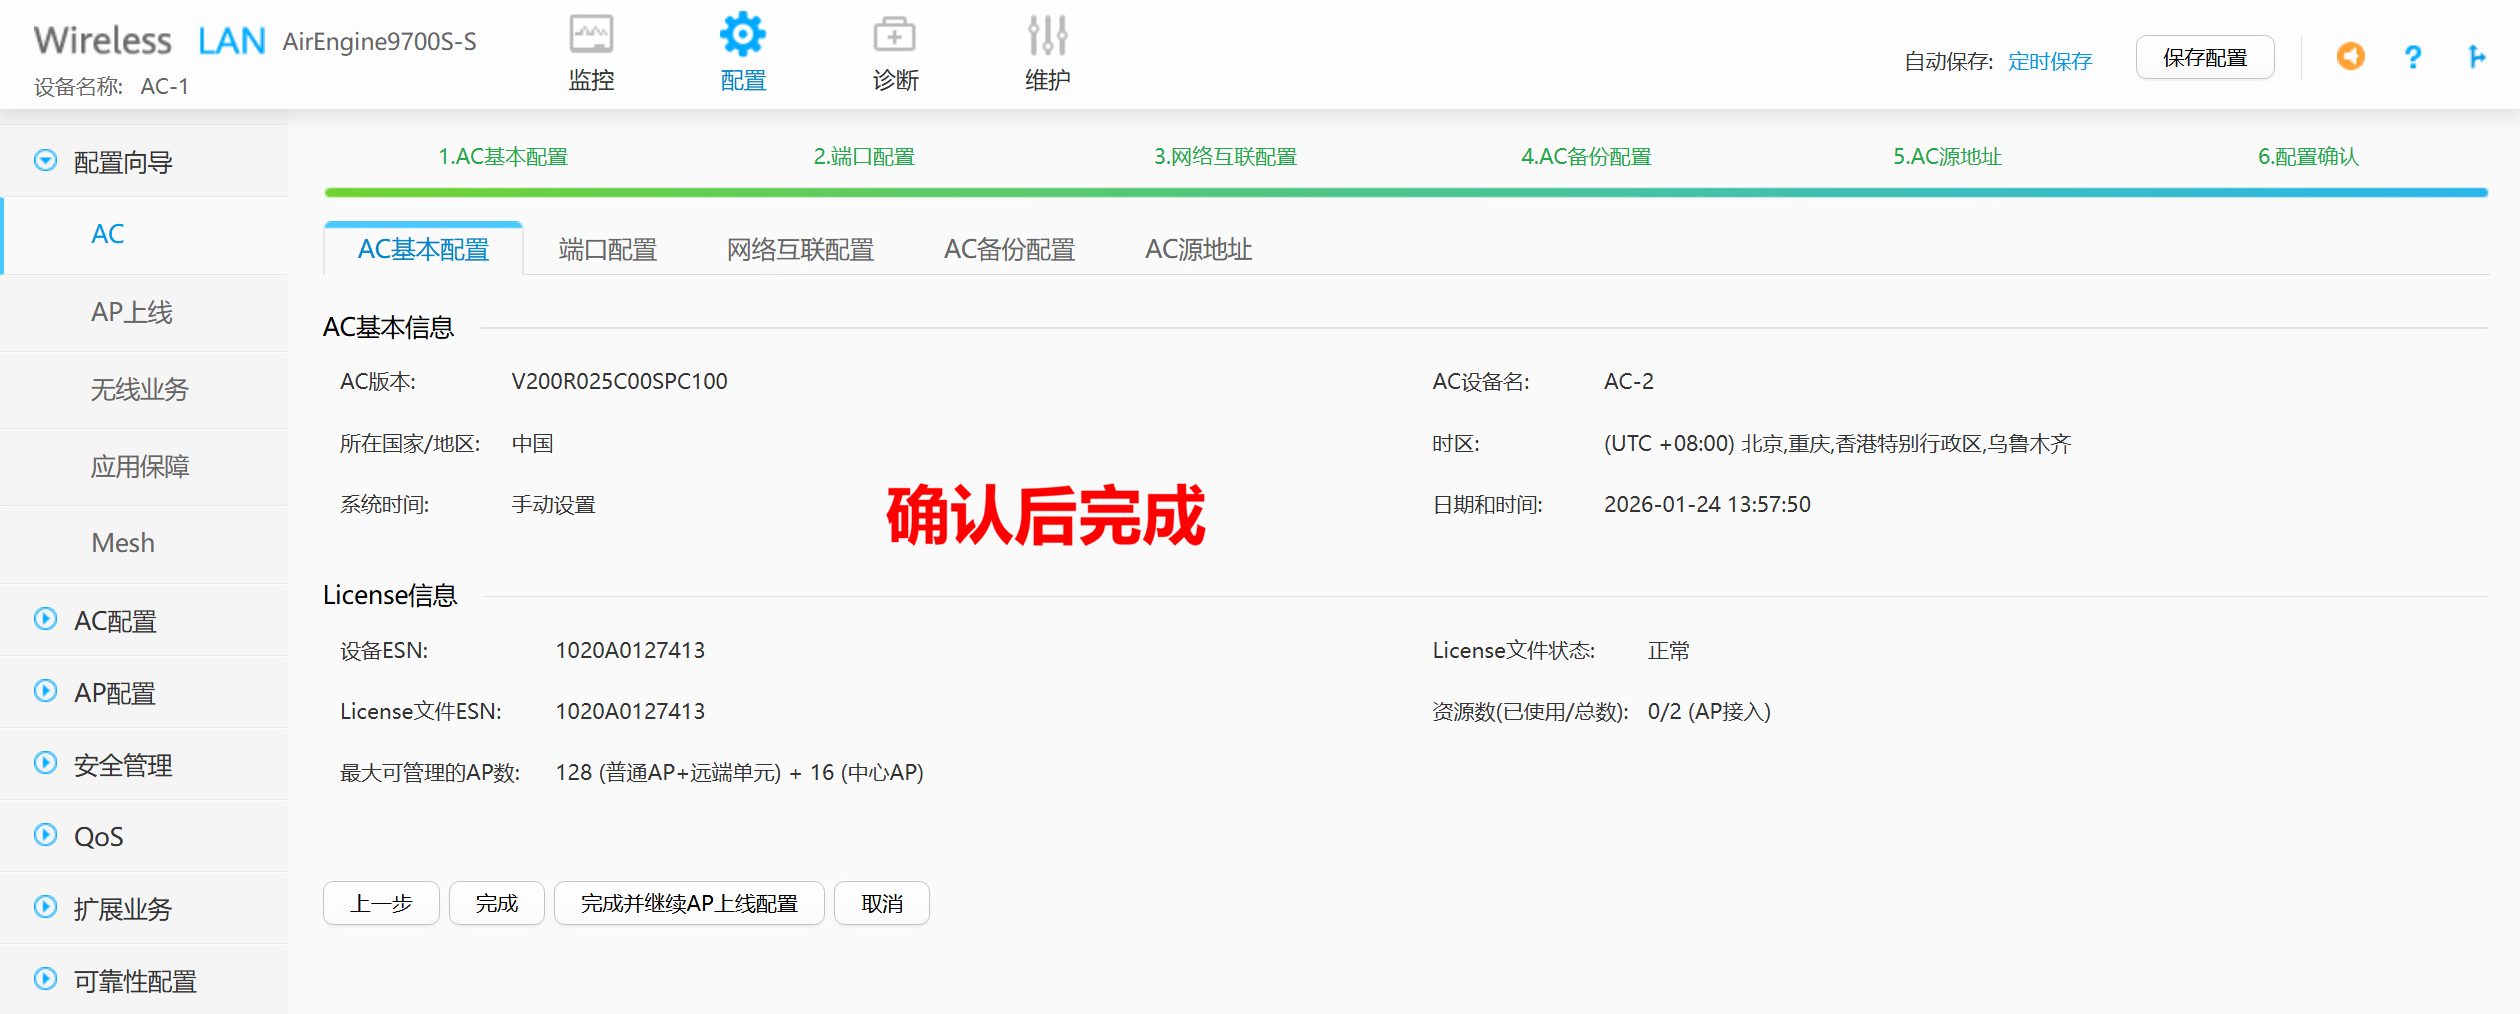 Wireless LAN AirEngine9700S-S
设备名称: AC-1
监控
配置
诊断
维护
自动保存: 定时保存
保存配置
?
配置向导
AC
AP上线
无线业务
应用保障
Mesh
AC配置
AP配置
安全管理
QoS
扩展业务
可靠性配置
1.AC基本配置
2.端口配置
3.网络互联配置
4.AC备份配置
5.AC源地址
6.配置确认
AC基本配置
端口配置
网络互联配置
AC备份配置
AC源地址
AC基本信息
AC版本: V200R025C00SPC100
AC设备名: AC-2
所在国家/地区: 中国
时区: (UTC +08:00) 北京,重庆,香港特别行政区,乌鲁木齐
系统时间: 手动设置
日期和时间: 2026-01-24 13:57:50
确认后完成
License信息
设备ESN: 1020A0127413
License文件状态: 正常
License文件ESN: 1020A0127413
资源数(已使用/总数): 0/2 (AP接入)
最大可管理的AP数: 128 (普通AP+远端单元) + 16 (中心AP)
上一步
完成
完成并继续AP上线配置
取消